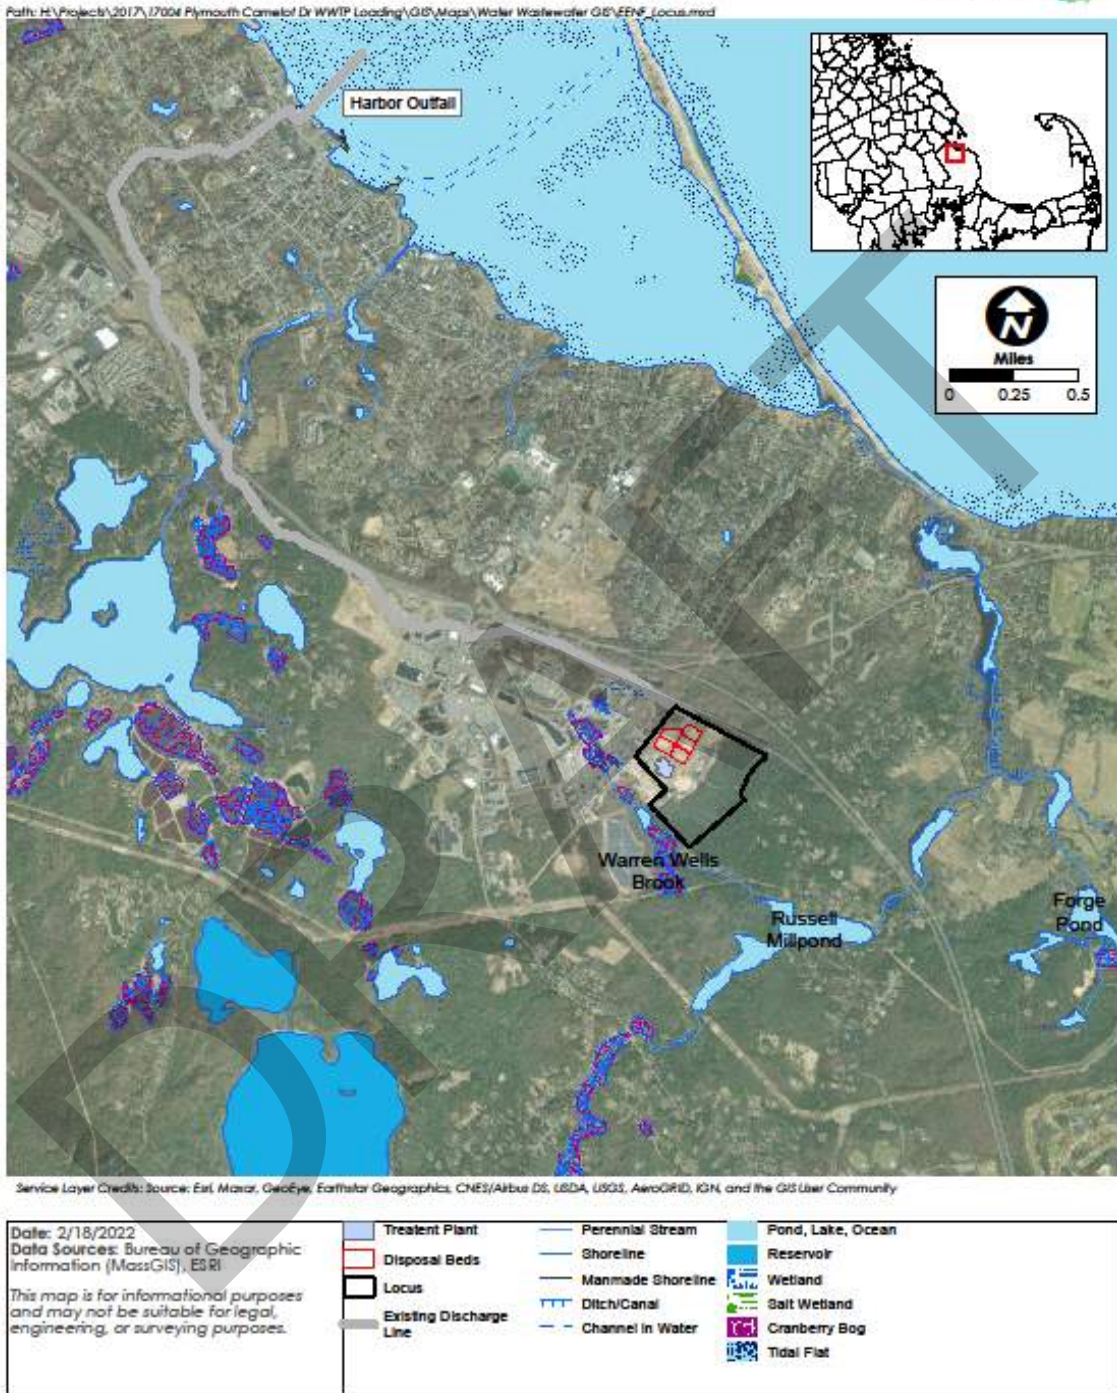 Path: H:\Projects\2017\17004 Plymouth Camelot Dr WWTP Loading\GIS\Maps\Water Wastewater GIS\EENF_Locus.mxd
Harbor Outfall
N
Miles
0 0.25 0.5
DRAFT
Warren Wells
Brook
Russell
Millpond
Forge
Pond
Service Layer Credits: Source: Esri, Maxar, GeoEye, Earthstar Geographics, CNES/Airbus DS, USDA, USGS, AeroGRID, IGN, and the GIS User Community
Date: 2/18/2022
Data Sources: Bureau of Geographic
Information (MassGIS), ESRI
This map is for informational purposes
and may not be suitable for legal,
engineering, or surveying purposes.
Treatent Plant
Disposal Beds
Locus
Existing Discharge
Line
Perennial Stream
Shoreline
Manmade Shoreline
Ditch/Canal
Channel in Water
Pond, Lake, Ocean
Reservoir
Wetland
Salt Wetland
Cranberry Bog
Tidal Flat